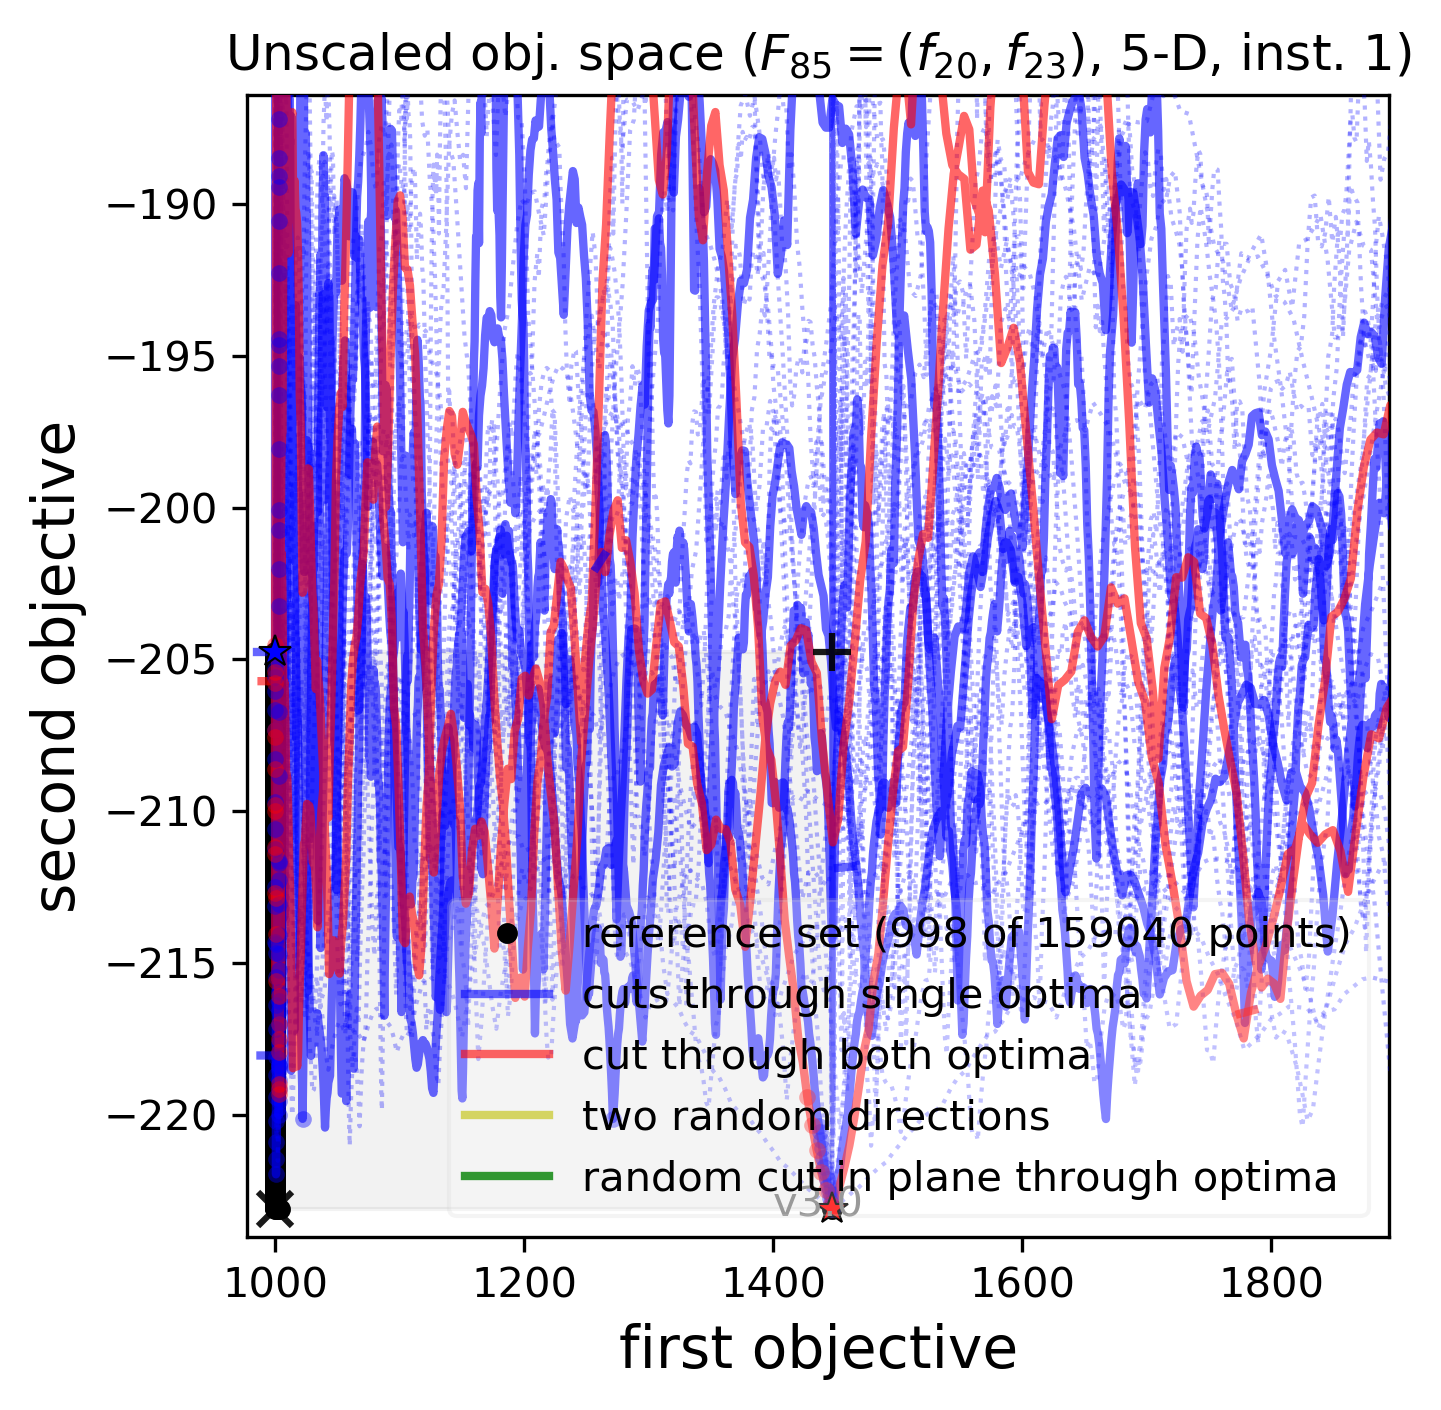 Unscaled obj. space (F85 = (f20, f23), 5-D, inst. 1)
second objective
−190
−195
−200
−205
−210
−215
−220
reference set (998 of 159040 points)
cuts through single optima
cut through both optima
two random directions
random cut in plane through optima
1000
1200
1400
1600
1800
first objective